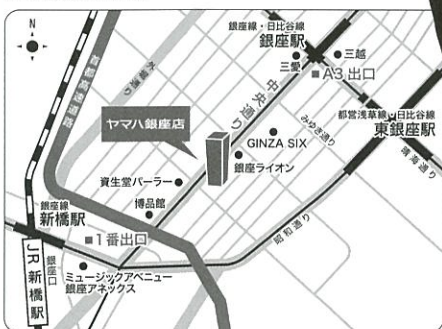 N
銀座線・日比谷線
銀座駅
三愛
三越
A3 出口
外堀通り
中央通り
都営浅草線・日比谷線
東銀座駅
みゆき通り
晴海通り
ヤマハ銀座店
GINZA SIX
銀座ライオン
資生堂パーラー
博品館
銀座線
新橋駅
1番出口
昭和通り
銀座口
JR新橋駅
ミュージックアベニュー
銀座アネックス